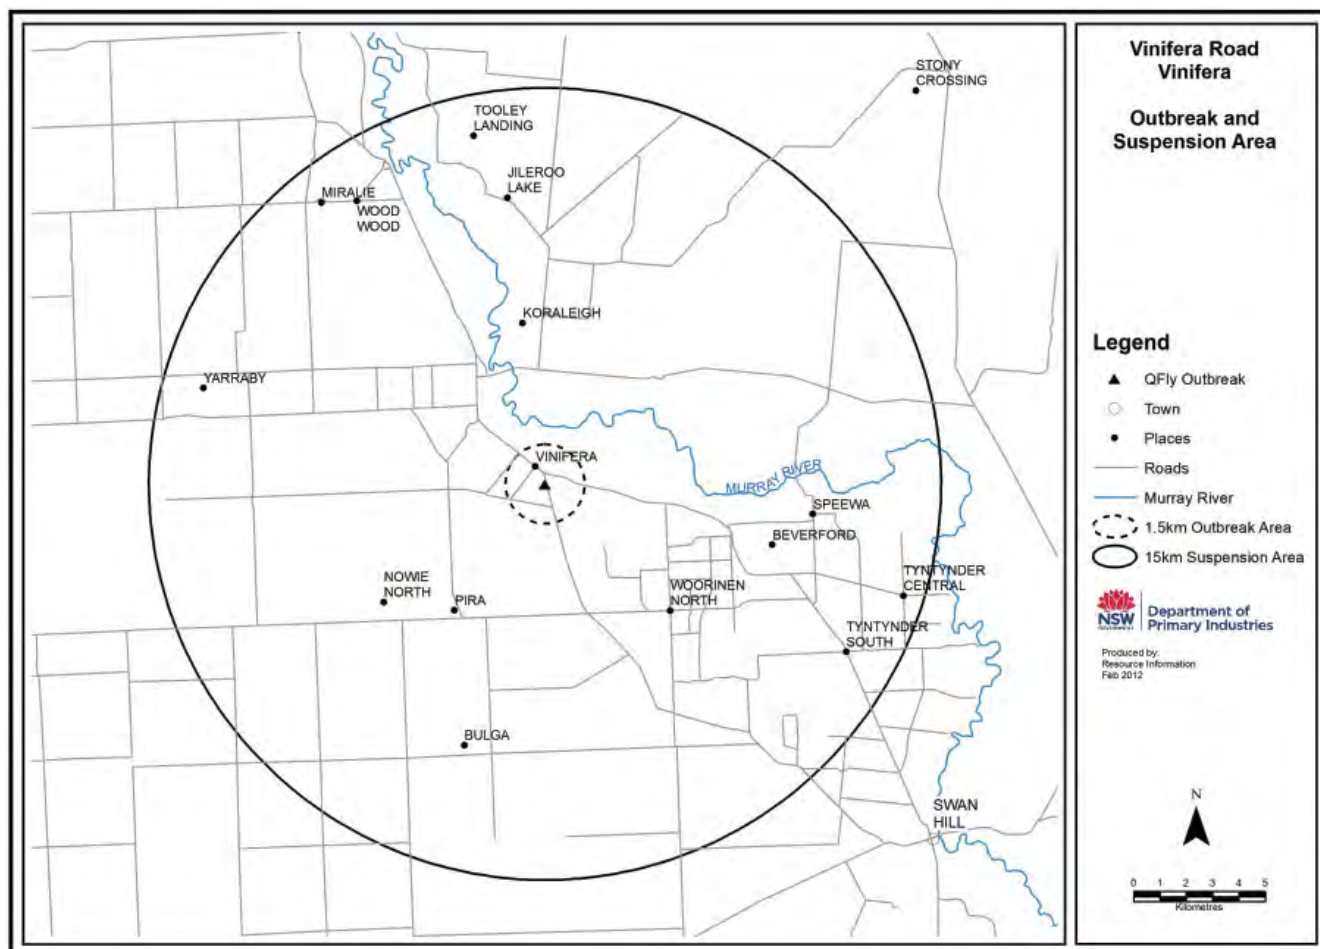 Vinifera Road
Vinifera
Outbreak and
Suspension Area
STONY
CROSSING
TOOLEY
LANDING
JILEROO
LAKE
MIRALIE
WOOD
WOOD
KORALEIGH
YARRABY
VINIFERA
MURRAY RIVER
SPEEWA
BEVERFORD
NOWIE
NORTH
PIRA
WOORINEN
NORTH
TYNTYNDER
CENTRAL
TYNTYNDER
SOUTH
BULGA
SWAN
HILL
Legend
QFly Outbreak
Town
Places
Roads
Murray River
1.5km Outbreak Area
15km Suspension Area
NSW
GOVERNMENT
Department of
Primary Industries
Produced by:
Resource Information
Feb 2012
N
0 1 2 3 4 5
Kilometres